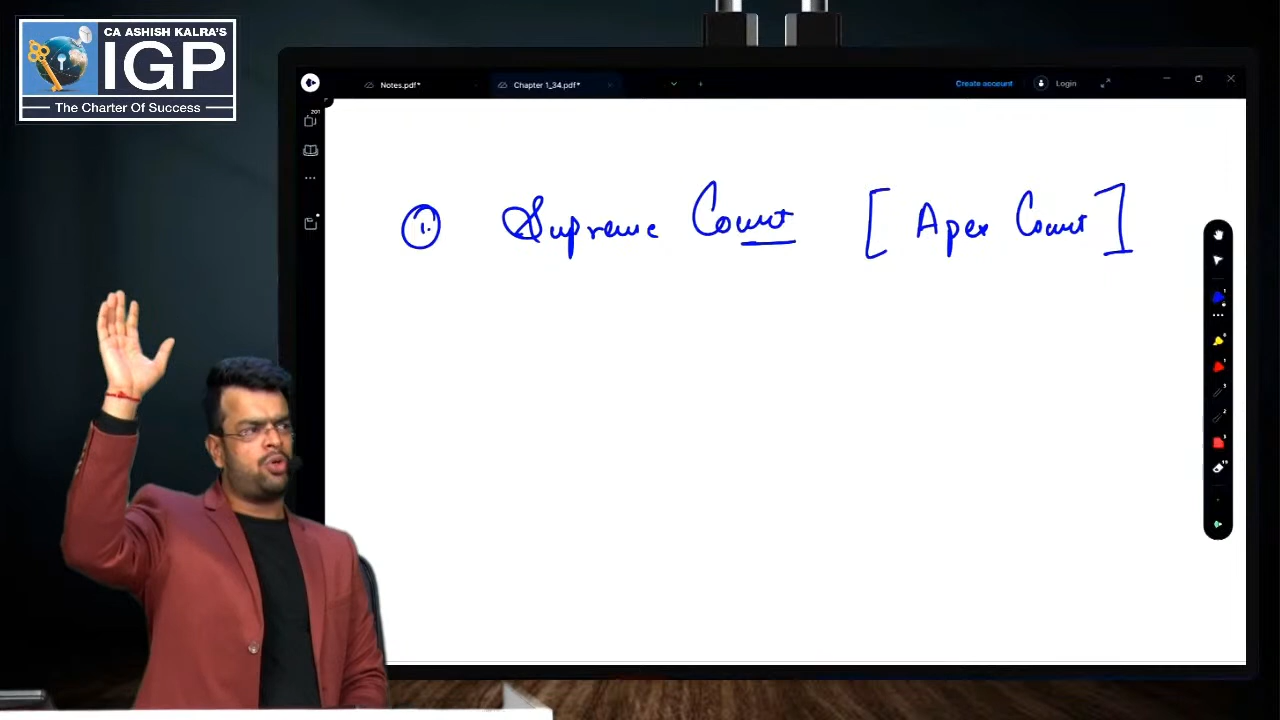 CA ASHISH KALRA'S
IGP
The Charter Of Success
Notes.pdf*
Chapter 1_34.pdf*
Create account
Login
201
1. Supreme Court [Apex Court]